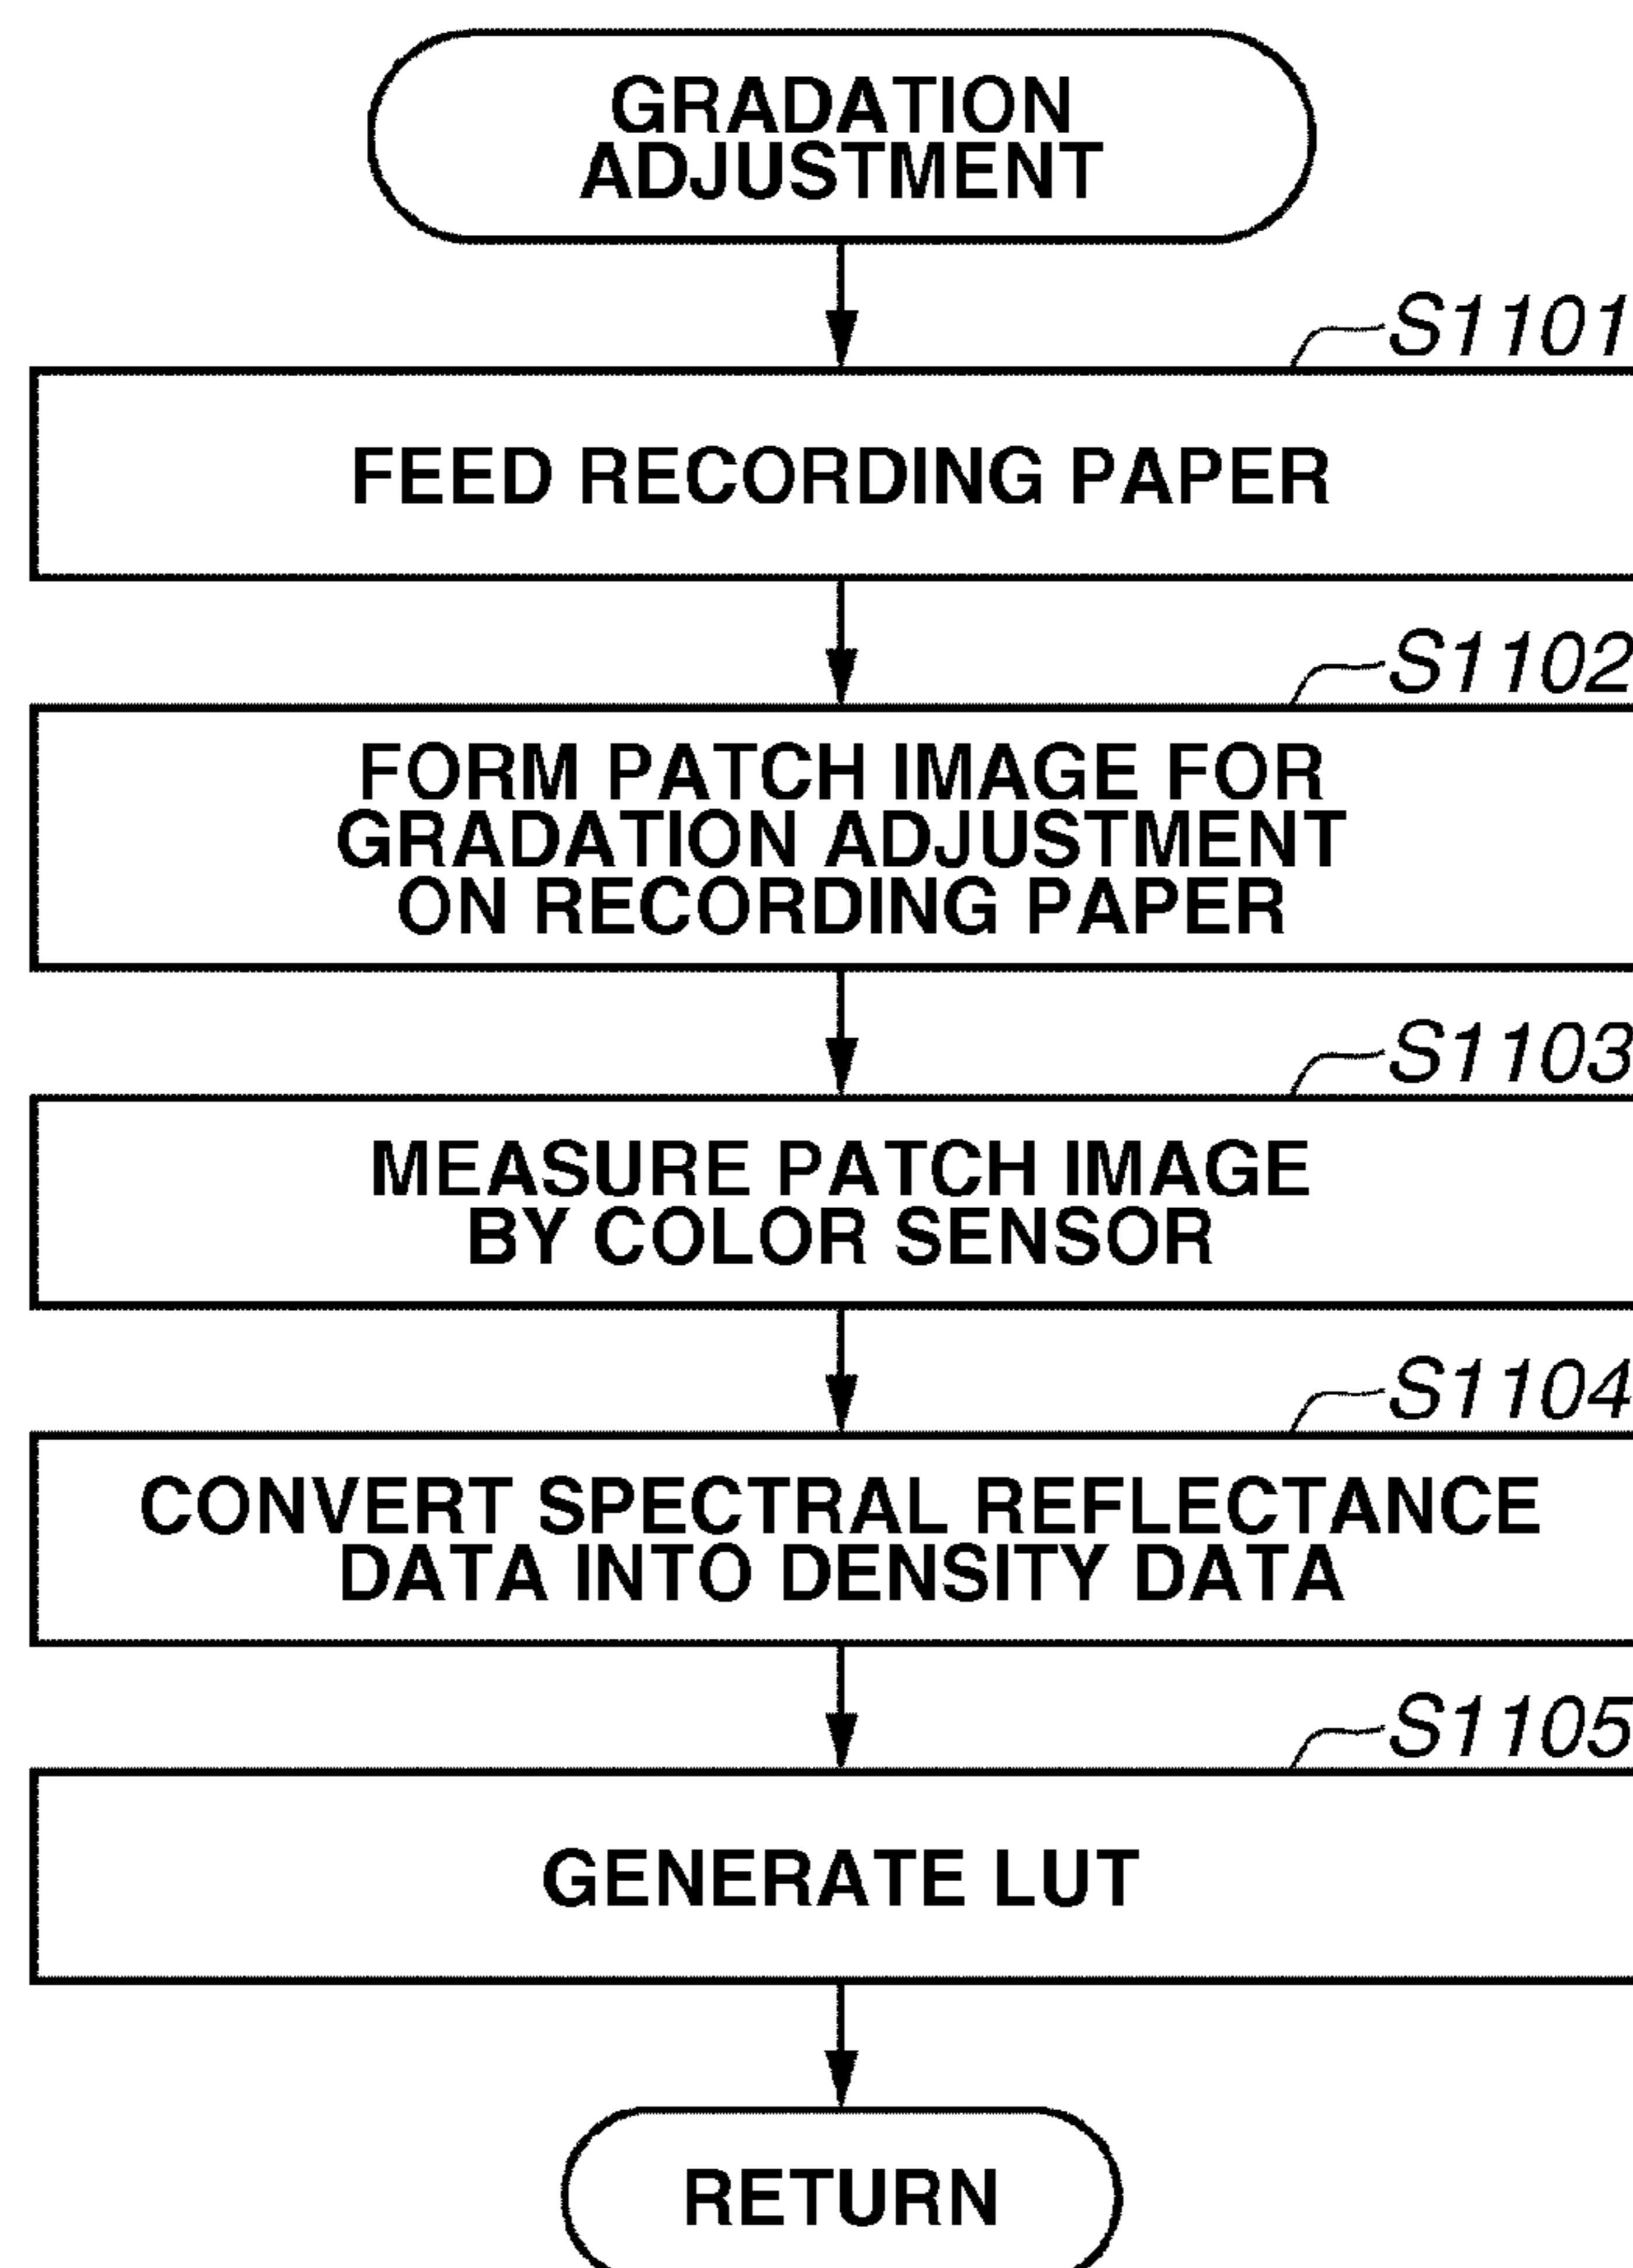 GRADATION
ADJUSTMENT
S1101
FEED RECORDING PAPER
S1102
FORM PATCH IMAGE FOR
GRADATION ADJUSTMENT
ON RECORDING PAPER
S1103
MEASURE PATCH IMAGE
BY COLOR SENSOR
S1104
CONVERT SPECTRAL REFLECTANCE
DATA INTO DENSITY DATA
S1105
GENERATE LUT
RETURN